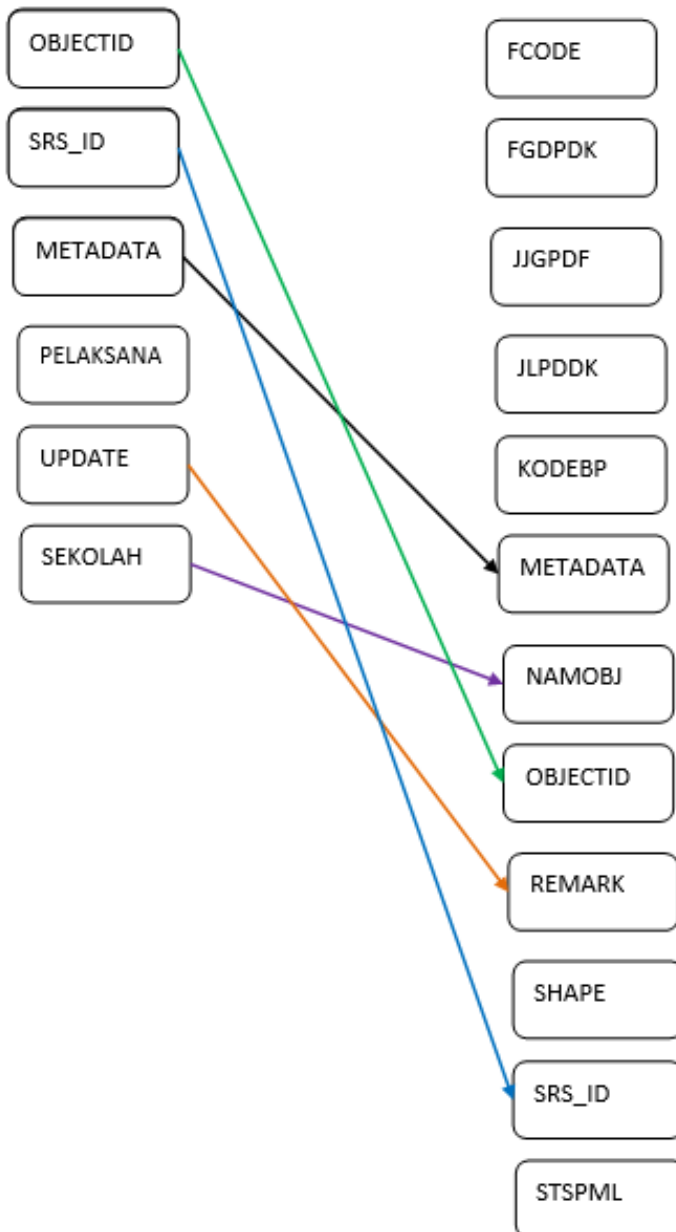 OBJECTID
SRS_ID
METADATA
PELAKSANA
UPDATE
SEKOLAH
FCODE
FGDPDK
JJGPDF
JLPDDK
KODEBP
METADATA
NAMOBJ
OBJECTID
REMARK
SHAPE
SRS_ID
STSPML